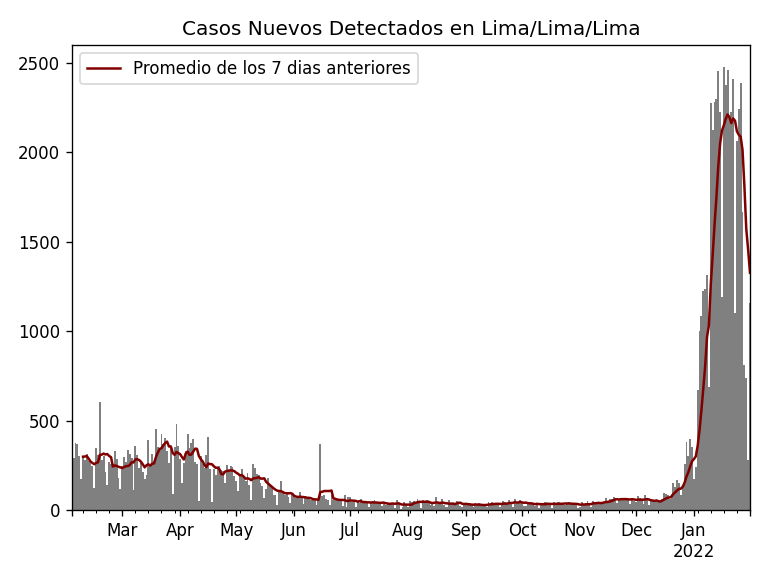 Casos Nuevos Detectados en Lima/Lima/Lima
Promedio de los 7 dias anteriores
2500
2000
1500
1000
500
0
Mar Apr May Jun Jul Aug Sep Oct Nov Dec Jan
2022